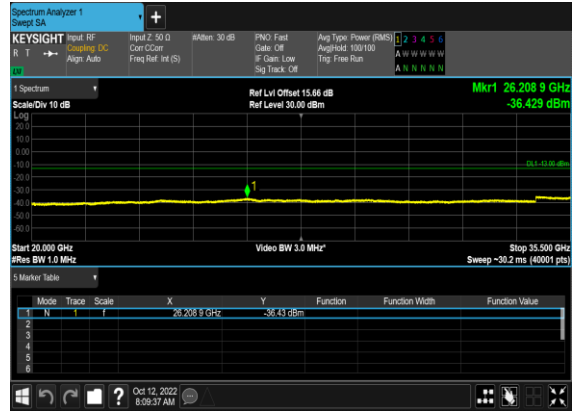 Spectrum Analyzer 1
Swept SA
+
KEYSIGHT Input: RF Input Z: 50 Ω #Atten: 30 dB PNO: Fast Avg Type: Power (RMS) 1 2 3 4 5 6
R T Coupling: DC Corr CCorr Gate: Off Avg|Hold: 100/100 A W W W W W
Align: Auto Freq Ref: Int (S) IF Gain: Low Trig: Free Run
Sig Track: Off A N N N N N
1 Spectrum Ref Lvl Offset 15.66 dB Mkr1 26.208 9 GHz
Scale/Div 10 dB Ref Level 30.00 dBm -36.429 dBm
Log
20.0
10.0
0.00
-10.0 DL1 -13.00 dBm
-20.0
-30.0 1
-40.0
-50.0
-60.0
Start 20.000 GHz Video BW 3.0 MHz* Stop 35.500 GHz
#Res BW 1.0 MHz Sweep ~30.2 ms (40001 pts)
5 Marker Table
Mode Trace Scale X Y Function Function Width Function Value
1 N 1 f 26.208 9 GHz -36.43 dBm
2
3
4
5
6
? Oct 12, 2022
8:09:37 AM